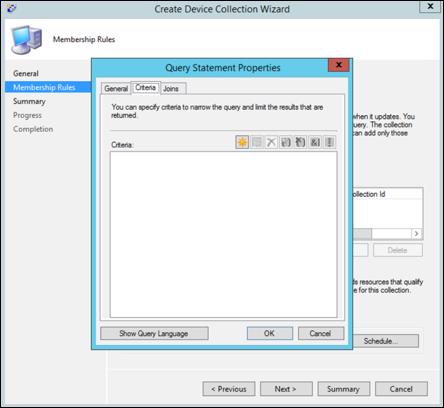 Create Device Collection Wizard
x
Membership Rules
General
Membership Rules
Summary
Progress
Completion
Query Statement Properties
x
General
Criteria
Joins
You can specify criteria to narrow the query and limit the results that are
returned.
Criteria:
&|
Show Query Language
OK
Cancel
when it updates. You
query. The collection
can add only those
ollection Id
>
Delete
ds resources that qualify
e for this collection.
Schedule...
< Previous
Next >
Summary
Cancel